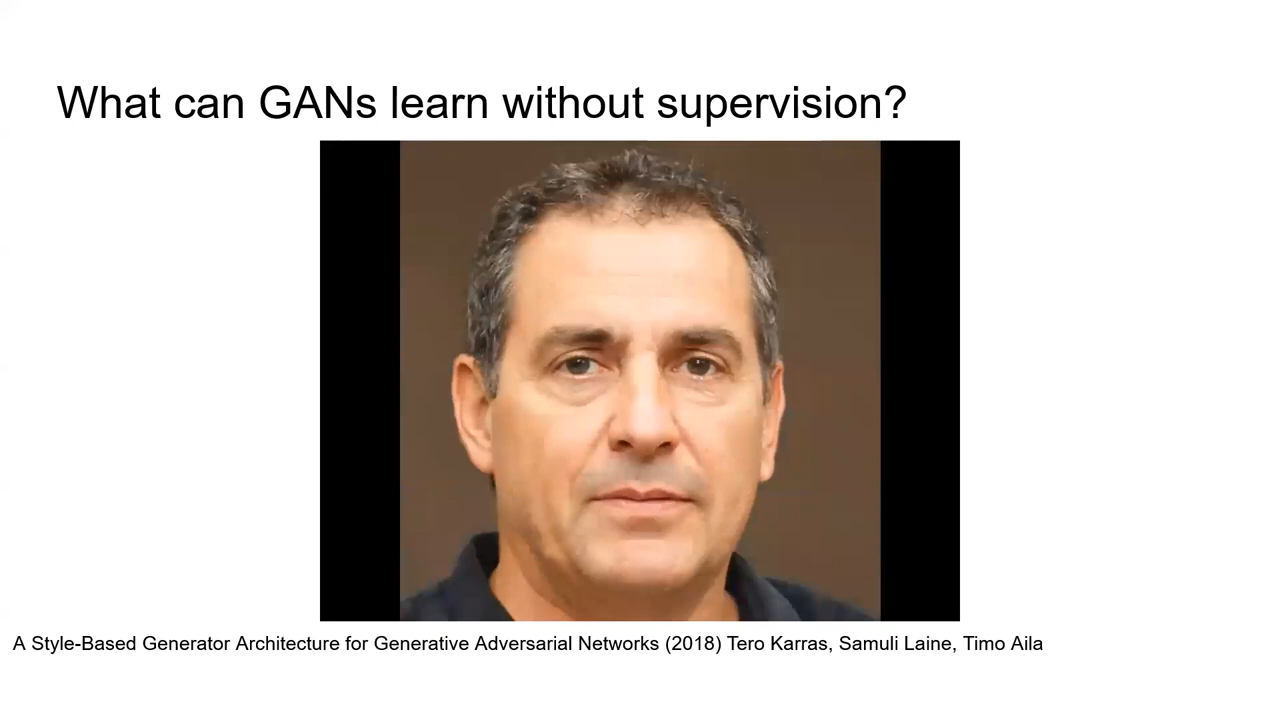 What can GANs learn without supervision?
A Style-Based Generator Architecture for Generative Adversarial Networks (2018) Tero Karras, Samuli Laine, Timo Aila